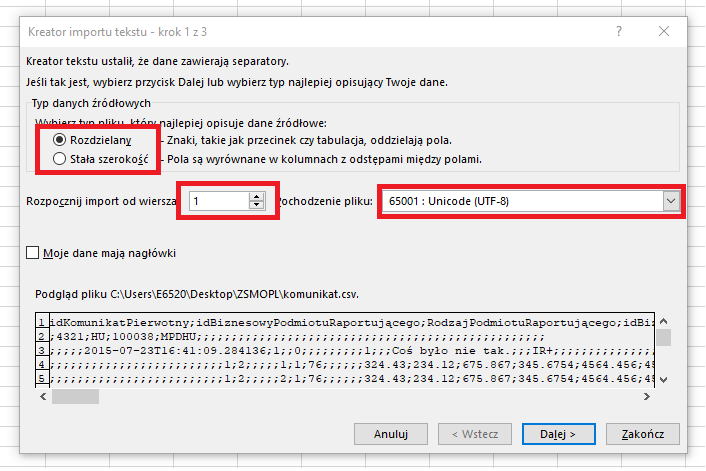 Kreator importu tekstu - krok 1 z 3
Kreator tekstu ustalił, że dane zawierają separatory.
Jeśli tak jest, wybierz przycisk Dalej lub wybierz typ najlepiej opisujący Twoje dane.
Typ danych źródłowych
Wybierz typ pliku, który najlepiej opisuje dane źródłowe:
Rozdzielany - Znaki, takie jak przecinek czy tabulacja, oddzielają pola.
Stała szerokość - Pola są wyrównane w kolumnach z odstępami między polami.
Rozpocznij import od wiersza 1 Pochodzenie pliku: 65001 : Unicode (UTF-8)
Moje dane mają nagłówki
Podgląd pliku C:\Users\E6520\Desktop\ZSMOPL\komunikat.csv.
1 idKomunikatPierwotny;idBiznesowyPodmiotuRaportującego;RodzajPodmiotuRaportującego;idBi
2 ;4321;HU;100038;MPDHU;;;;;;;;;;;;;;;;;;;;;;;;;;;;;;;;;;;;;;;;;;;;;;;;
3 ;;;;;2015-07-23T16:41:09.284136;1;;0;;;;;;;;1;;;Coś było nie tak.;;;IR+;;;;;;;;;;;;;;
4 ;;;;;;;;;;;;;;;;;;;;;;;;1;2;;;;;1;1;76;;;;;;324.43;234.12;675.867;345.6754;4564.456;45
5 ;;;;;;;;;;;;;;;;;;;;;;;;1;2;;;;;2;1;76;;;;;;324.43;234.12;675.867;345.6754;4564.456;45
Anuluj < Wstecz Dalej > Zakończ